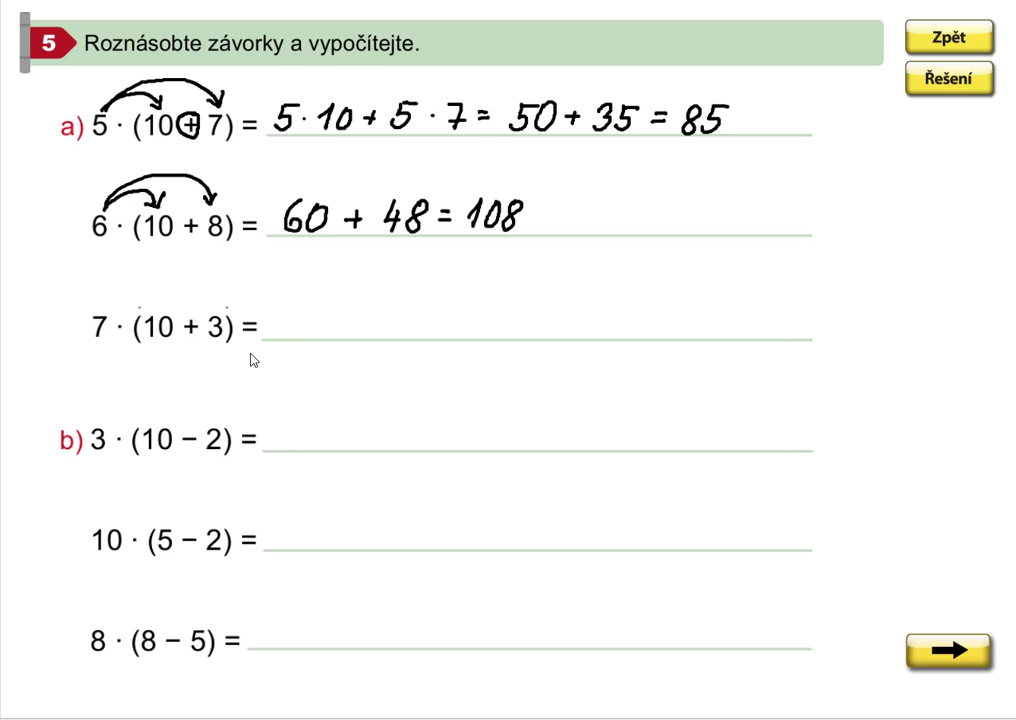 5 Roznásobte závorky a vypočítejte.
Zpět
Řešení
a) 5 · (10 + 7) = 5 · 10 + 5 · 7 = 50 + 35 = 85
6 · (10 + 8) = 60 + 48 = 108
7 · (10 + 3) =
b) 3 · (10 − 2) =
10 · (5 − 2) =
8 · (8 − 5) =